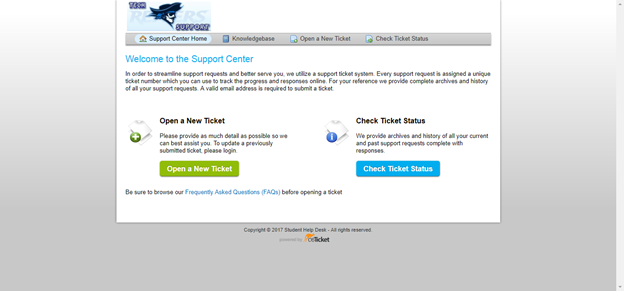 TECH
SUPPORT
Support Center Home Knowledgebase Open a New Ticket Check Ticket Status
Welcome to the Support Center
In order to streamline support requests and better serve you, we utilize a support ticket system. Every support request is assigned a unique
ticket number which you can use to track the progress and responses online. For your reference we provide complete archives and history
of all your support requests. A valid email address is required to submit a ticket.
Open a New Ticket
Please provide as much detail as possible so we
can best assist you. To update a previously
submitted ticket, please login.
Open a New Ticket
Check Ticket Status
We provide archives and history of all your current
and past support requests complete with
responses.
Check Ticket Status
Be sure to browse our Frequently Asked Questions (FAQs) before opening a ticket
Copyright © 2017 Student Help Desk - All rights reserved.
powered by osTicket